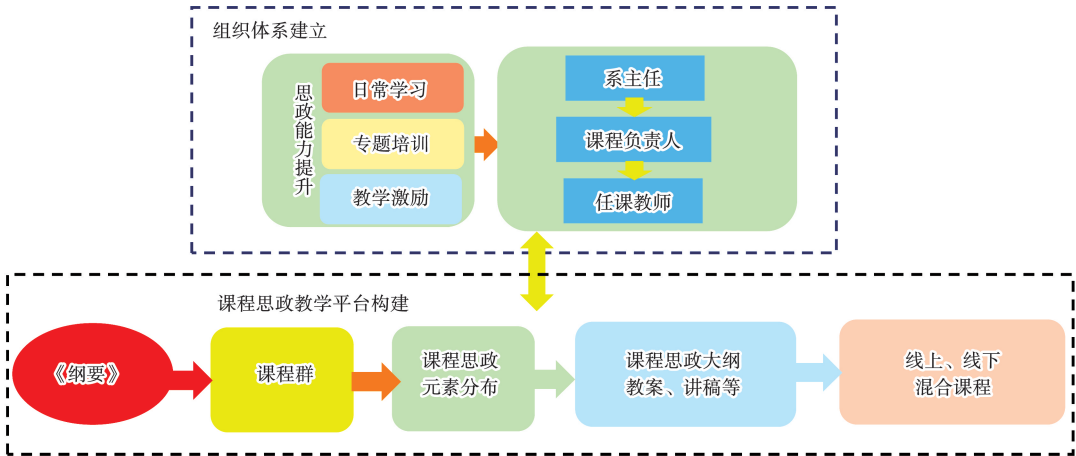 组织体系建立
思政能力提升
日常学习
专题培训
教学激励
系主任
课程负责人
任课教师
课程思政教学平台构建
《纲要》
课程群
课程思政
元素分布
课程思政大纲
教案、讲稿等
线上、线下
混合课程